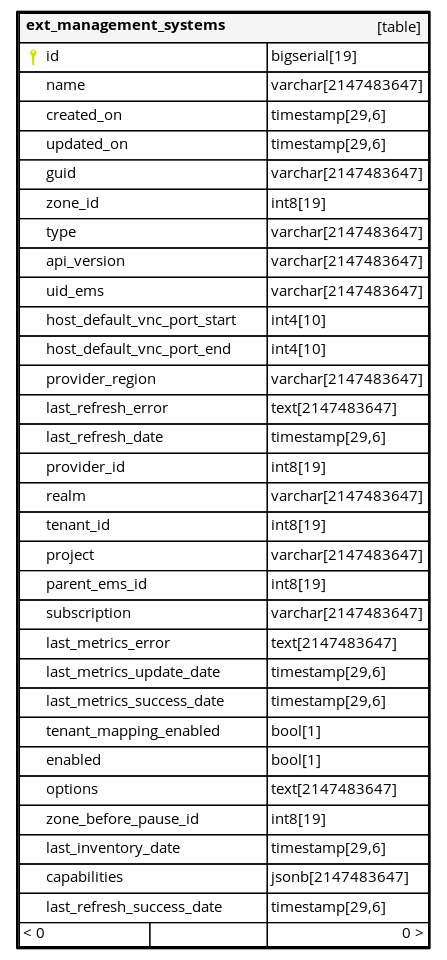 ext_management_systems [table]
id bigserial[19]
name varchar[2147483647]
created_on timestamp[29,6]
updated_on timestamp[29,6]
guid varchar[2147483647]
zone_id int8[19]
type varchar[2147483647]
api_version varchar[2147483647]
uid_ems varchar[2147483647]
host_default_vnc_port_start int4[10]
host_default_vnc_port_end int4[10]
provider_region varchar[2147483647]
last_refresh_error text[2147483647]
last_refresh_date timestamp[29,6]
provider_id int8[19]
realm varchar[2147483647]
tenant_id int8[19]
project varchar[2147483647]
parent_ems_id int8[19]
subscription varchar[2147483647]
last_metrics_error text[2147483647]
last_metrics_update_date timestamp[29,6]
last_metrics_success_date timestamp[29,6]
tenant_mapping_enabled bool[1]
enabled bool[1]
options text[2147483647]
zone_before_pause_id int8[19]
last_inventory_date timestamp[29,6]
capabilities jsonb[2147483647]
last_refresh_success_date timestamp[29,6]
< 0 0 >